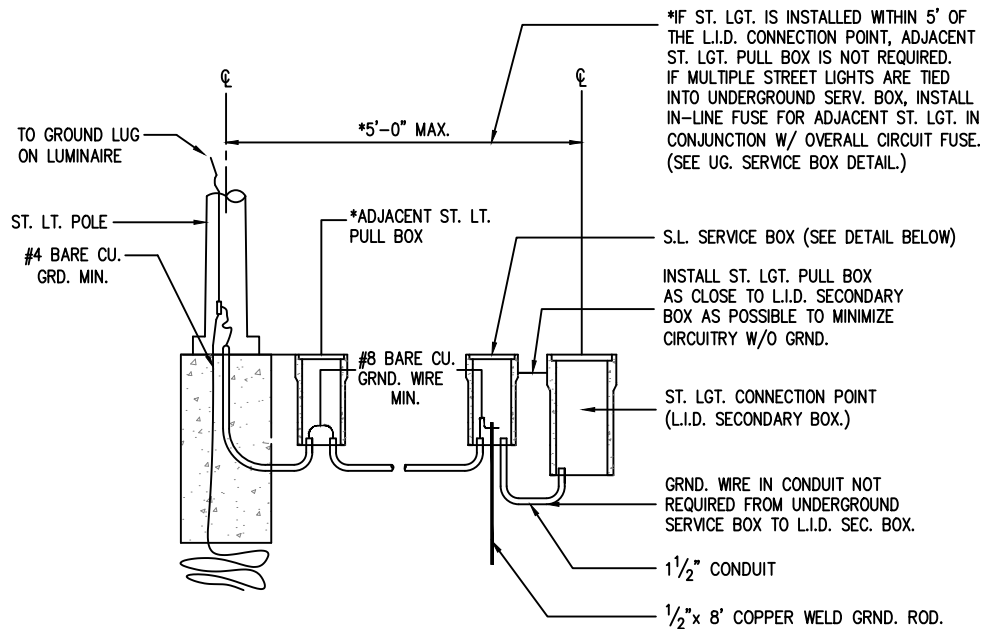 *IF ST. LGT. IS INSTALLED WITHIN 5' OF
THE L.I.D. CONNECTION POINT, ADJACENT
ST. LGT. PULL BOX IS NOT REQUIRED.
IF MULTIPLE STREET LIGHTS ARE TIED
INTO UNDERGROUND SERV. BOX, INSTALL
IN-LINE FUSE FOR ADJACENT ST. LGT. IN
CONJUNCTION W/ OVERALL CIRCUIT FUSE.
(SEE UG. SERVICE BOX DETAIL.)
℄
℄
*5'-0" MAX.
TO GROUND LUG
ON LUMINAIRE
ST. LT. POLE
#4 BARE CU.
GRD. MIN.
*ADJACENT ST. LT.
PULL BOX
S.L. SERVICE BOX (SEE DETAIL BELOW)
INSTALL ST. LGT. PULL BOX
AS CLOSE TO L.I.D. SECONDARY
BOX AS POSSIBLE TO MINIMIZE
CIRCUITRY W/O GRND.
#8 BARE CU.
GRND. WIRE
MIN.
ST. LGT. CONNECTION POINT
(L.I.D. SECONDARY BOX.)
GRND. WIRE IN CONDUIT NOT
REQUIRED FROM UNDERGROUND
SERVICE BOX TO L.I.D. SEC. BOX.
1 1/2" CONDUIT
1/2"x 8' COPPER WELD GRND. ROD.